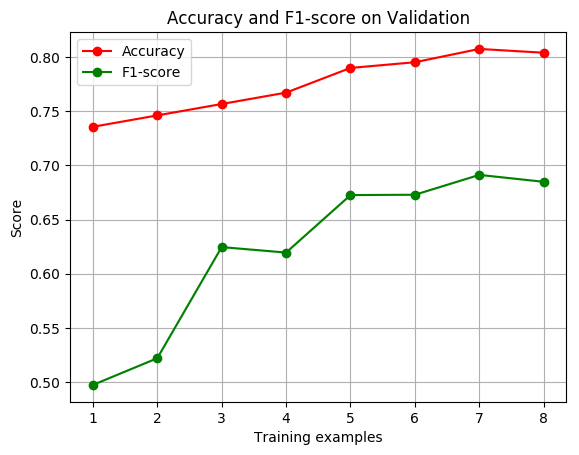 Accuracy and F1-score on Validation
Accuracy
F1-score
0.80
0.75
0.70
0.65
0.60
0.55
0.50
Score
1 2 3 4 5 6 7 8
Training examples